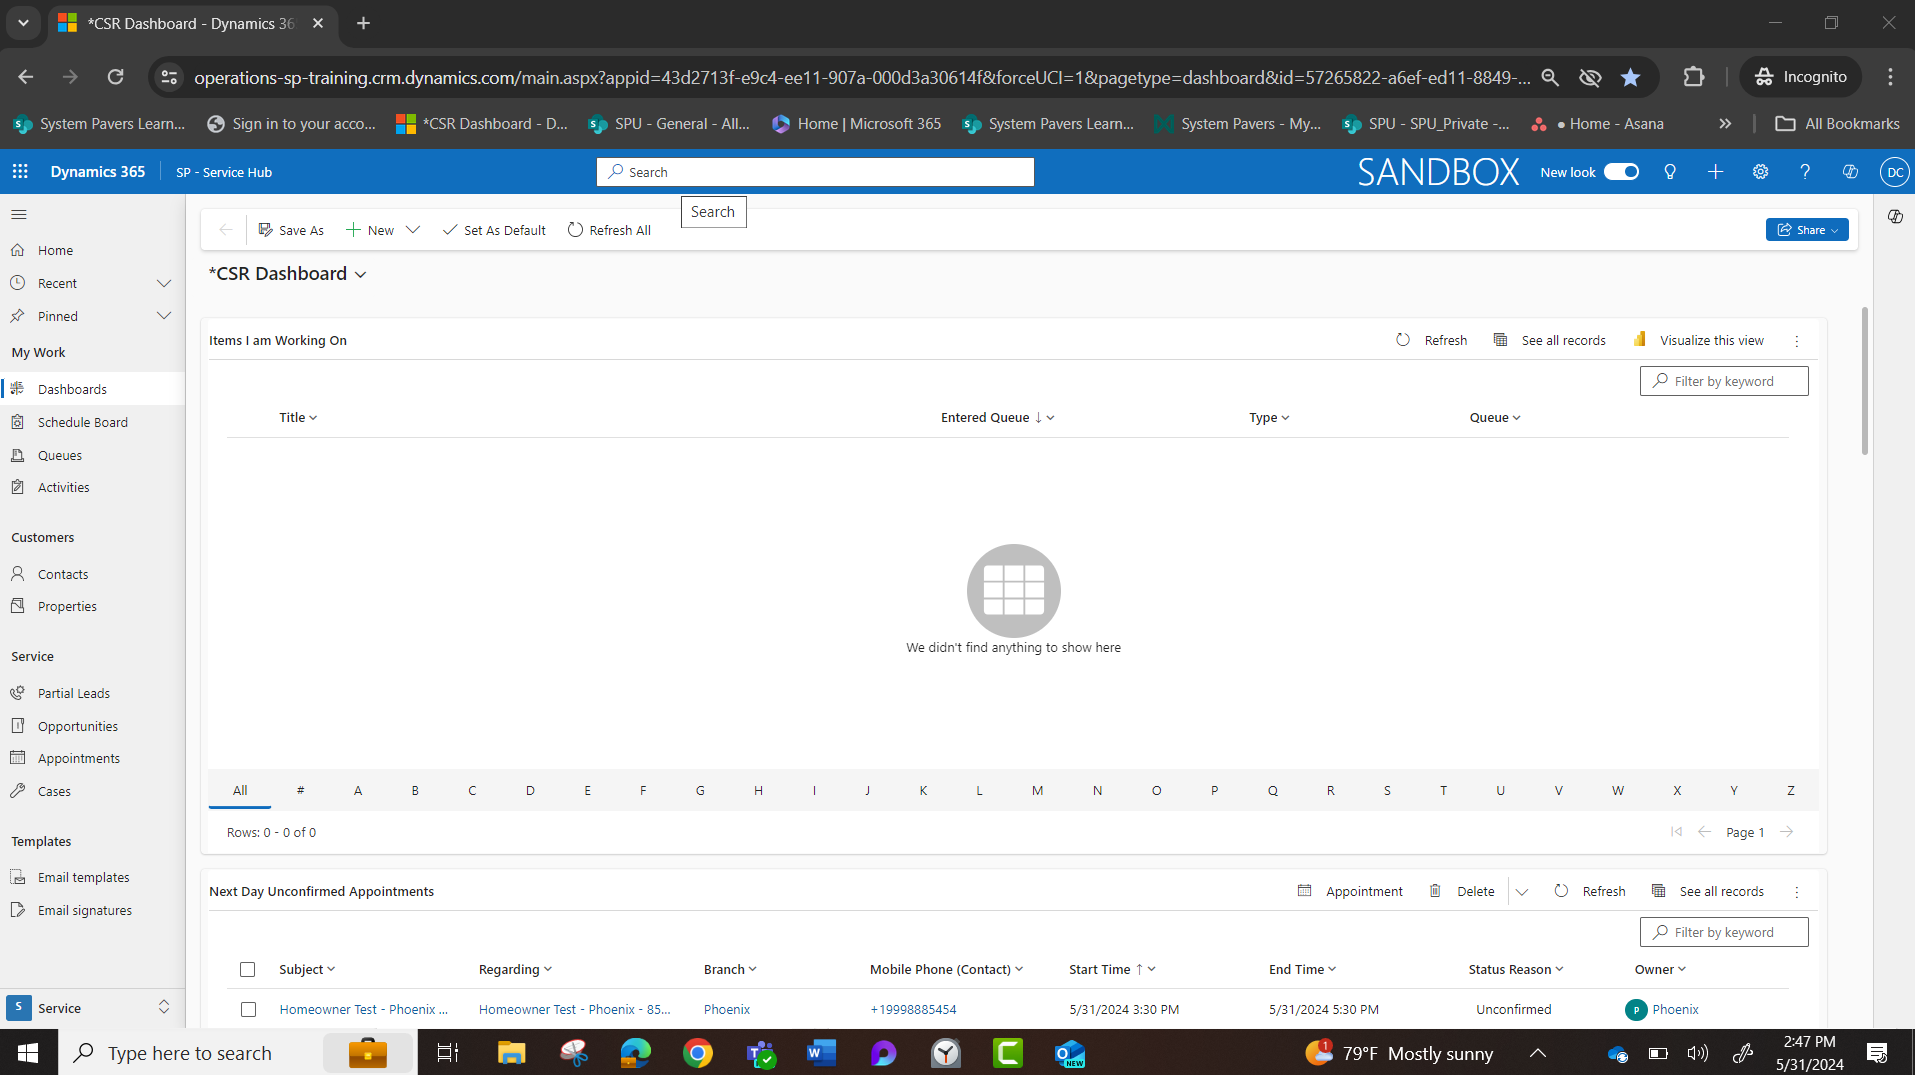 *CSR Dashboard - Dynamics 36
operations-sp-training.crm.dynamics.com/main.aspx?appid=43d2713f-e9c4-ee11-907a-000d3a30614f&forceUCI=1&pagetype=dashboard&id=57265822-a6ef-ed11-8849-...
Incognito
System Pavers Learn...
Sign in to your acco...
*CSR Dashboard - D...
SPU - General - All...
Home | Microsoft 365
System Pavers Learn...
System Pavers - My...
SPU - SPU_Private -...
● Home - Asana
»
All Bookmarks
Dynamics 365
SP - Service Hub
Search
SANDBOX
New look
DC
Search
Save As
New
Set As Default
Refresh All
Share
Home
Recent
Pinned
My Work
Dashboards
Schedule Board
Queues
Activities
Customers
Contacts
Properties
Service
Partial Leads
Opportunities
Appointments
Cases
Templates
Email templates
Email signatures
S Service
*CSR Dashboard
Items I am Working On
Refresh
See all records
Visualize this view
Filter by keyword
Title
Entered Queue ↓
Type
Queue
We didn't find anything to show here
All # A B C D E F G H I J K L M N O P Q R S T U V W X Y Z
Rows: 0 - 0 of 0
Page 1
Next Day Unconfirmed Appointments
Appointment
Delete
Refresh
See all records
Filter by keyword
Subject
Regarding
Branch
Mobile Phone (Contact)
Start Time ↑
End Time
Status Reason
Owner
Homeowner Test - Phoenix ...
Homeowner Test - Phoenix - 85...
Phoenix
+19998885454
5/31/2024 3:30 PM
5/31/2024 5:30 PM
Unconfirmed
P Phoenix
Type here to search
NEW
1
79°F Mostly sunny
2:47 PM
5/31/2024